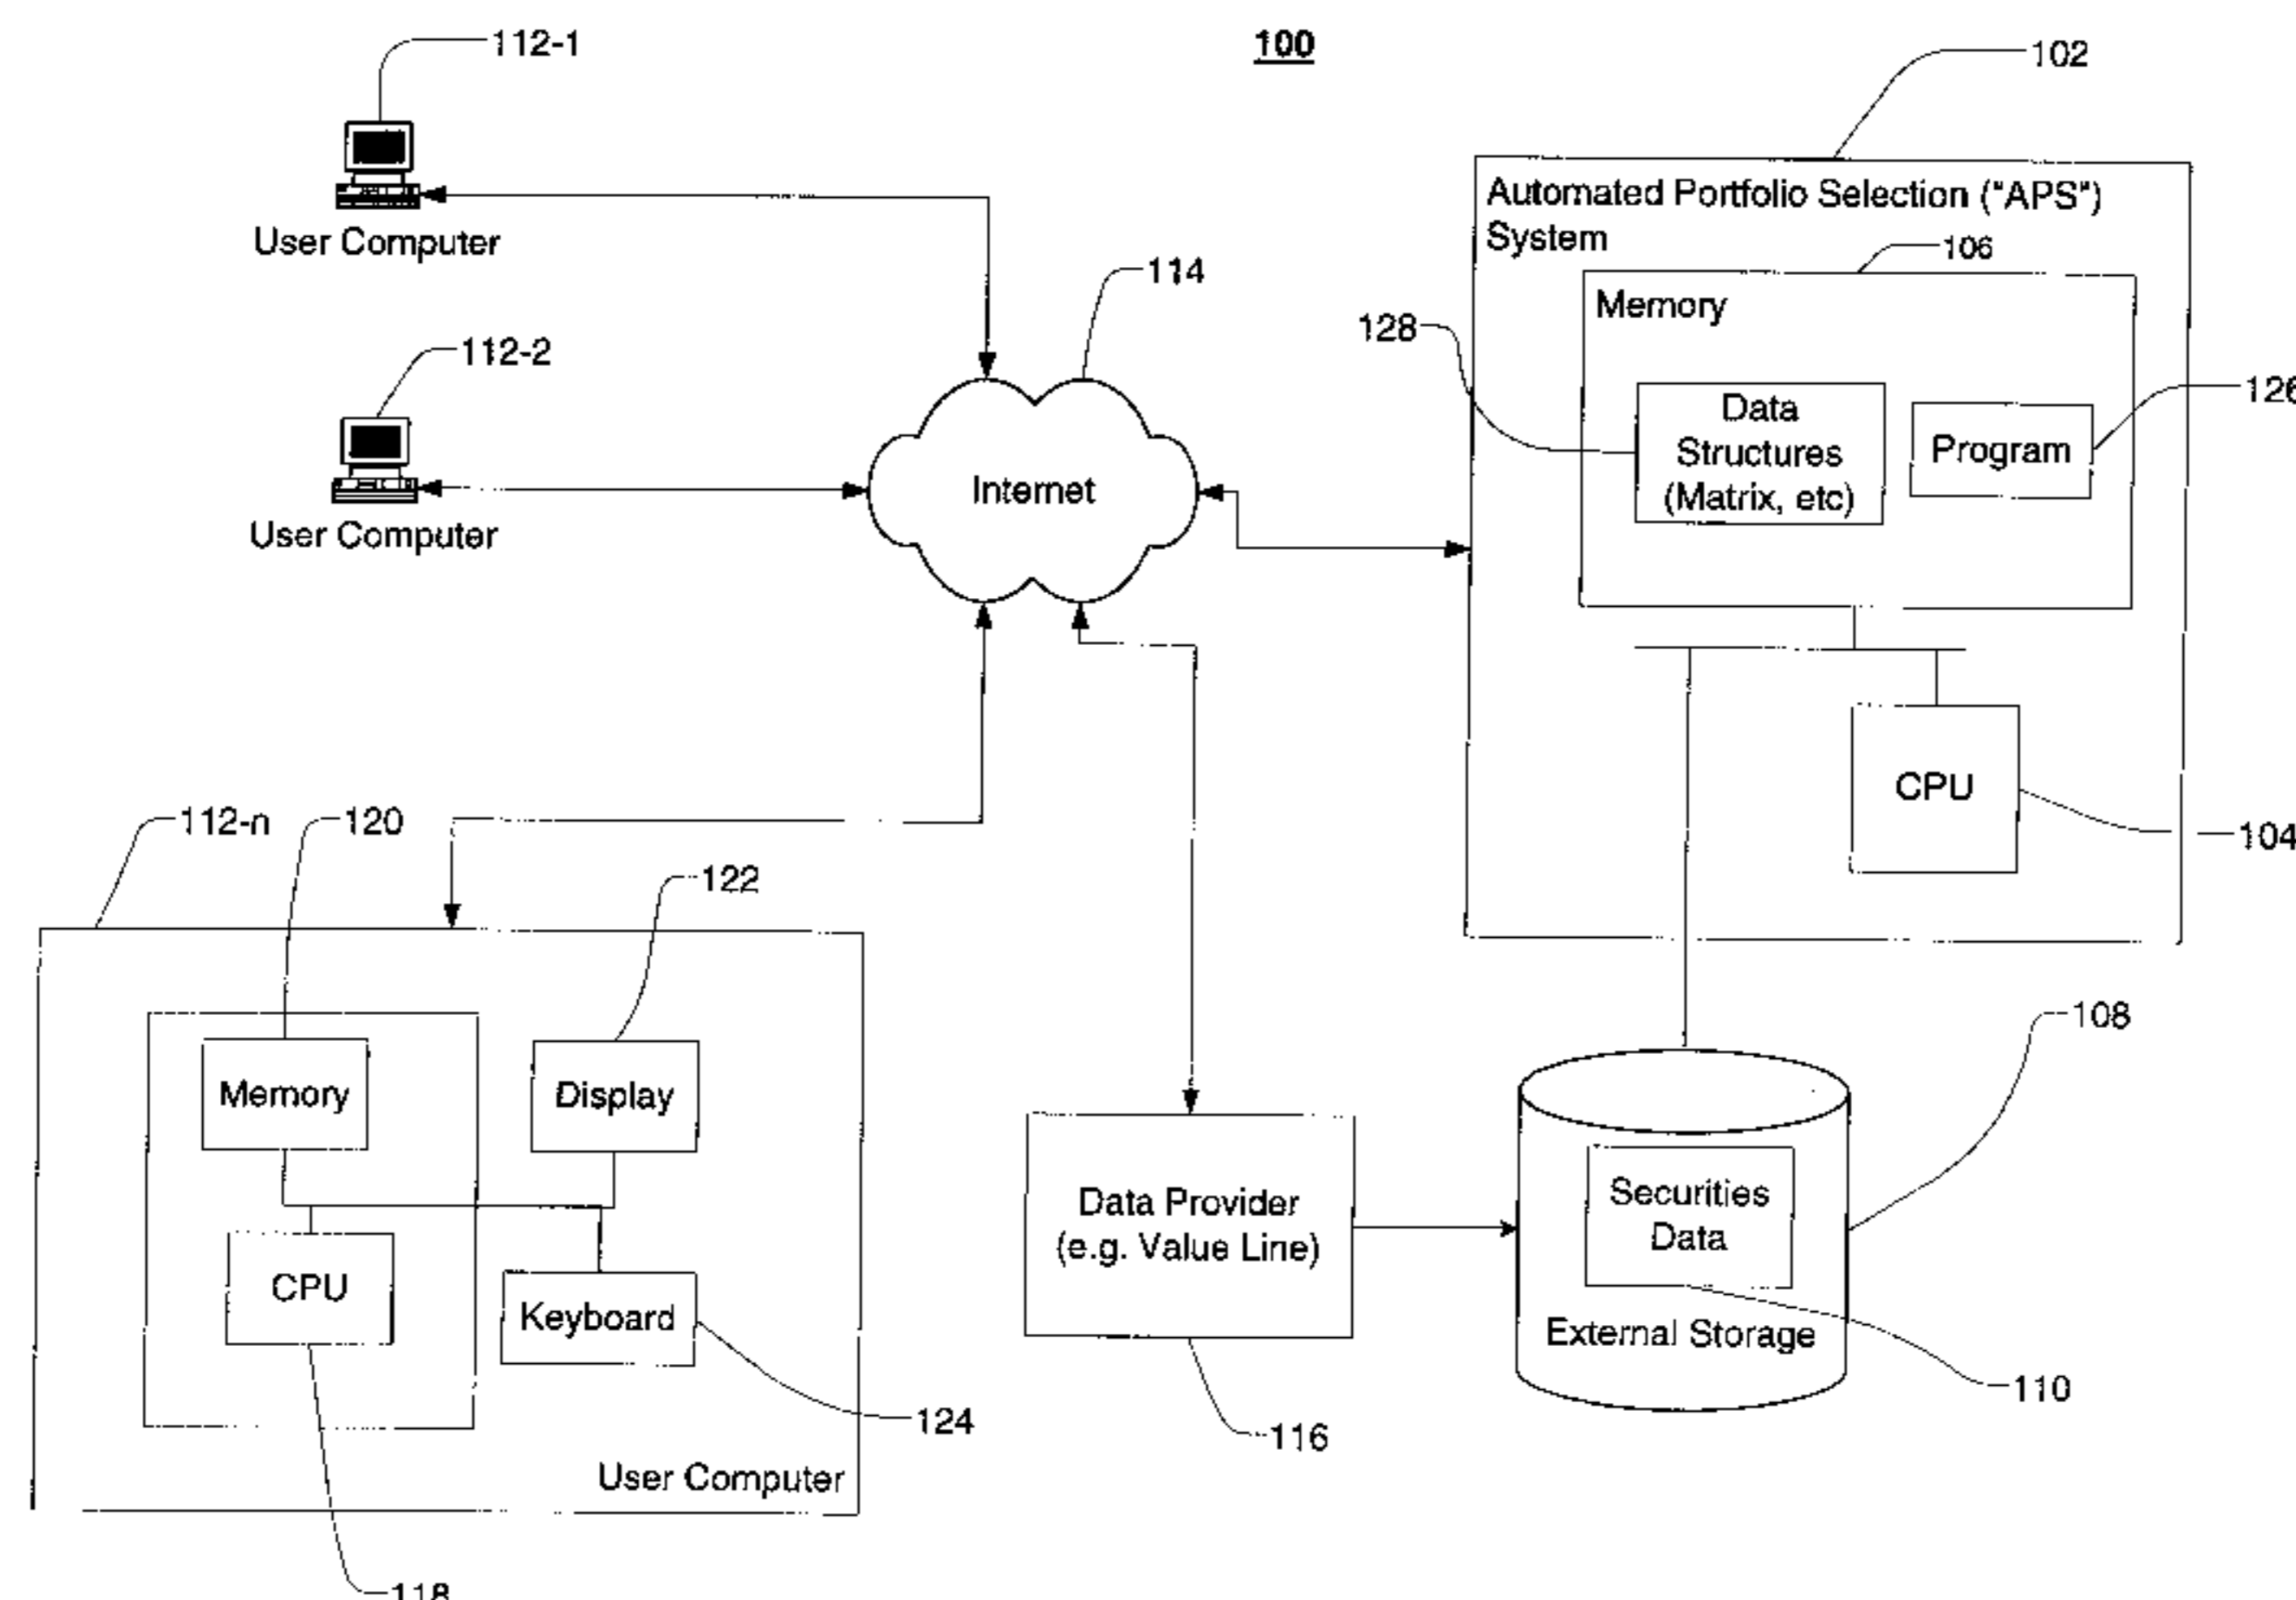 100
112-1
User Computer
112-2
User Computer
114
Internet
102
Automated Portfolio Selection ("APS")
System
106
Memory
128
Data
Structures
(Matrix, etc)
Program
126
CPU
104
112-n
120
122
Memory
Display
CPU
Keyboard
124
User Computer
118
Data Provider
(e.g. Value Line)
116
108
Securities
Data
External Storage
110